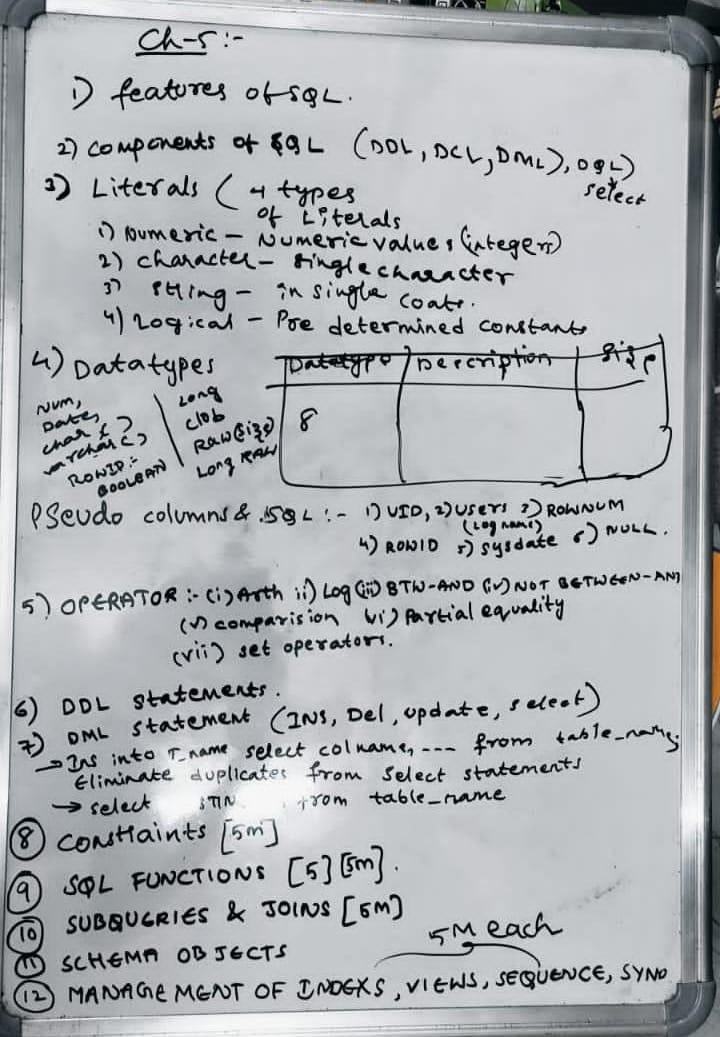 Ch-5:-
1) features of SQL.
2) components of SQL (DDL, DCL, DML), DQL)
select
3) Literals ( 4 types
of Literals
1) Numeric - Numeric values (integers)
2) character - single character
3) string - in single coats.
4) Logical - Pre determined constants
4) Datatypes
Datatype Description Size
8
Num, Long
Date, clob
char ( ) RAW(size)
varchar ( ) Long RAW
ROWID :-
BOOLEAN
Pseudo columns & SQL :- 1) UID, 2) users 3) ROWNUM
(Log name)
4) ROWID 5) sysdate 6) NULL.
5) OPERATOR :- (i) Arth ii) Log (iii) BTW-AND (iv) NOT BETWEEN-AND
(v) comparision vi) Partial equality
(vii) set operators.
6) DDL statements.
7) DML statement (INS, Del, update, select)
→ Ins into T_name select colname, --- from table_name;
Eliminate duplicates from select statements
→ select from table_name
8 constraints [5m]
9 SQL FUNCTIONS [5] [5m].
10 SUBQUERIES & JOINS [5M]
11 SCHEMA OBJECTS
5M each
12 MANAGEMENT OF INDEXS, VIEWS, SEQUENCE, SYNO